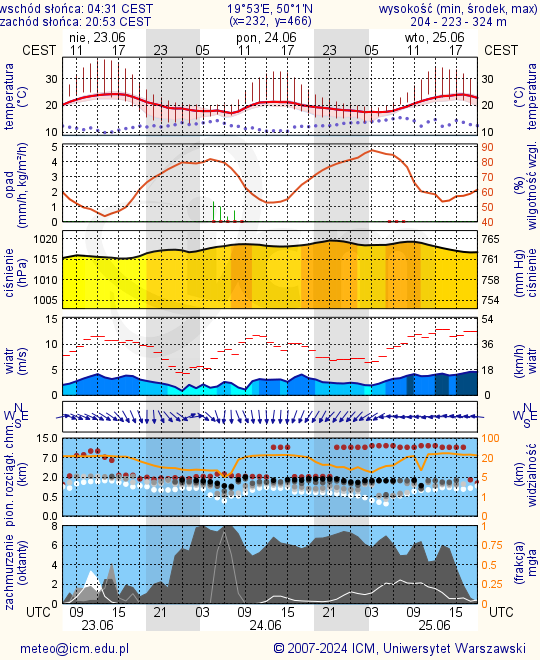 wschód słońca: 04:31 CEST 19°53'E, 50°1'N wysokość (min, środek, max)
zachód słońca: 20:53 CEST (x=232, y=466) 204 - 223 - 324 m
nie, 23.06 pon, 24.06 wto, 25.06
CEST 11 17 23 05 11 17 23 05 11 17 CEST
temperatura (°C) 30 20 10 30 20 10 (°C) temperatura
opad (mm/h, kg/m²/h) 5 4 3 2 1 0 90 80 70 60 50 40 (%) wilgotność wzgl.
ciśnienie (hPa) 1020 1015 1010 1005 765 761 758 754 (mm Hg) ciśnienie
wiatr (m/s) 15 10 5 0 54 36 18 0 (km/h) wiatr
N W E S N W E S
pion. rozciągł. chm. (km) 15.0 7.0 2.0 0.5 0.0 100 20 5 1 0 (km) widzialność
zachmurzenie (oktanty) 8 6 4 2 0 1 0.75 0.5 0.25 0 (frakcja) mgła
UTC 09 15 21 03 09 15 21 03 09 15 UTC
23.06 24.06 25.06
meteo@icm.edu.pl © 2007-2024 ICM, Uniwersytet Warszawski